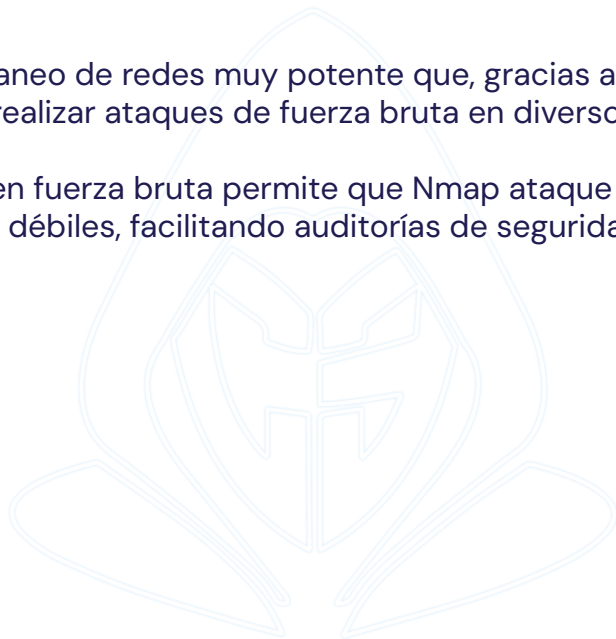 aneo de redes muy potente que, gracias a
realizar ataques de fuerza bruta en diverso
en fuerza bruta permite que Nmap ataque
débiles, facilitando auditorías de segurida